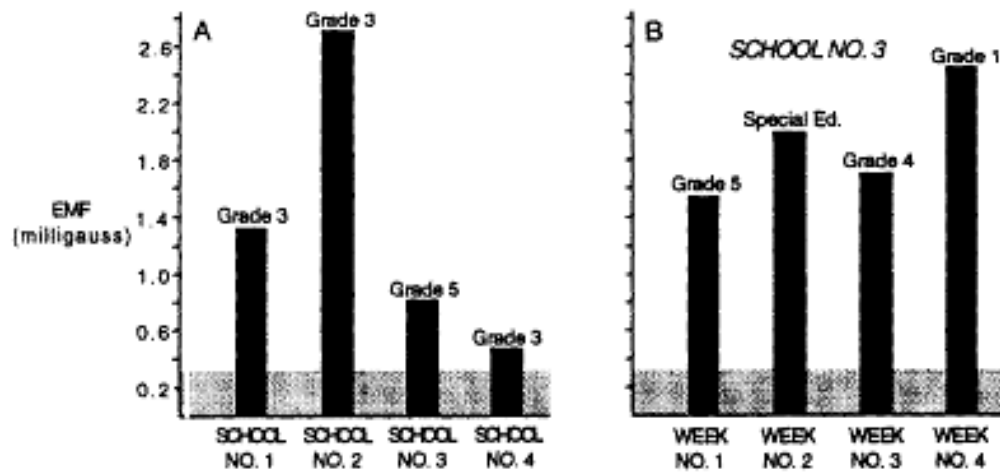 A
EMF
(milligauss)
2.6
2.2
1.8
1.4
1.0
0.6
0.2
Grade 3
Grade 3
Grade 5
Grade 3
SCHOOL NO. 1
SCHOOL NO. 2
SCHOOL NO. 3
SCHOOL NO. 4
B
SCHOOL NO. 3
Grade 5
Special Ed.
Grade 4
Grade 1
WEEK NO. 1
WEEK NO. 2
WEEK NO. 3
WEEK NO. 4